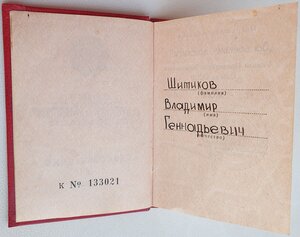 К № 133021
Шитиков
(фамилия)
Владимир
(имя)
Геннадьевич
(отчество)